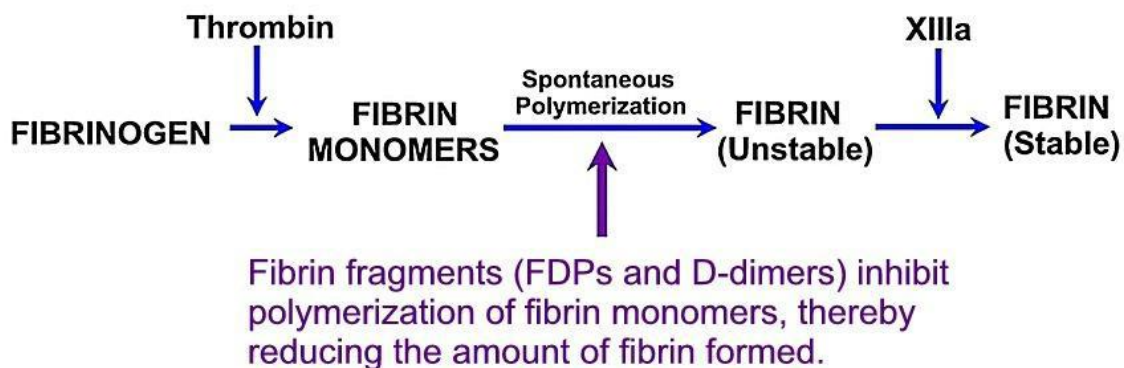 Thrombin
XIIIa
Spontaneous
Polymerization
FIBRINOGEN
FIBRIN
MONOMERS
FIBRIN
(Unstable)
FIBRIN
(Stable)
Fibrin fragments (FDPs and D-dimers) inhibit
polymerization of fibrin monomers, thereby
reducing the amount of fibrin formed.